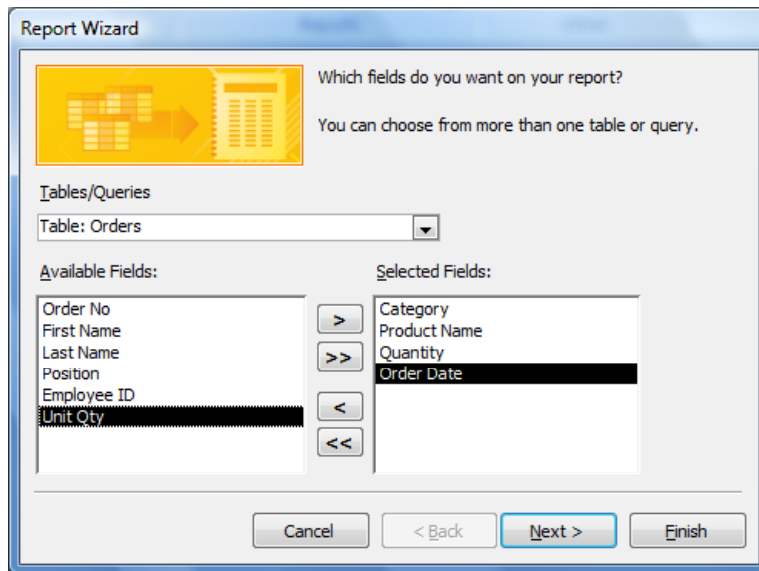 Report Wizard
Which fields do you want on your report?
You can choose from more than one table or query.
Tables/Queries
Table: Orders
Available Fields:
Selected Fields:
Order No
First Name
Last Name
Position
Employee ID
Unit Qty
>
>>
<
<<
Category
Product Name
Quantity
Order Date
Cancel
< Back
Next >
Finish